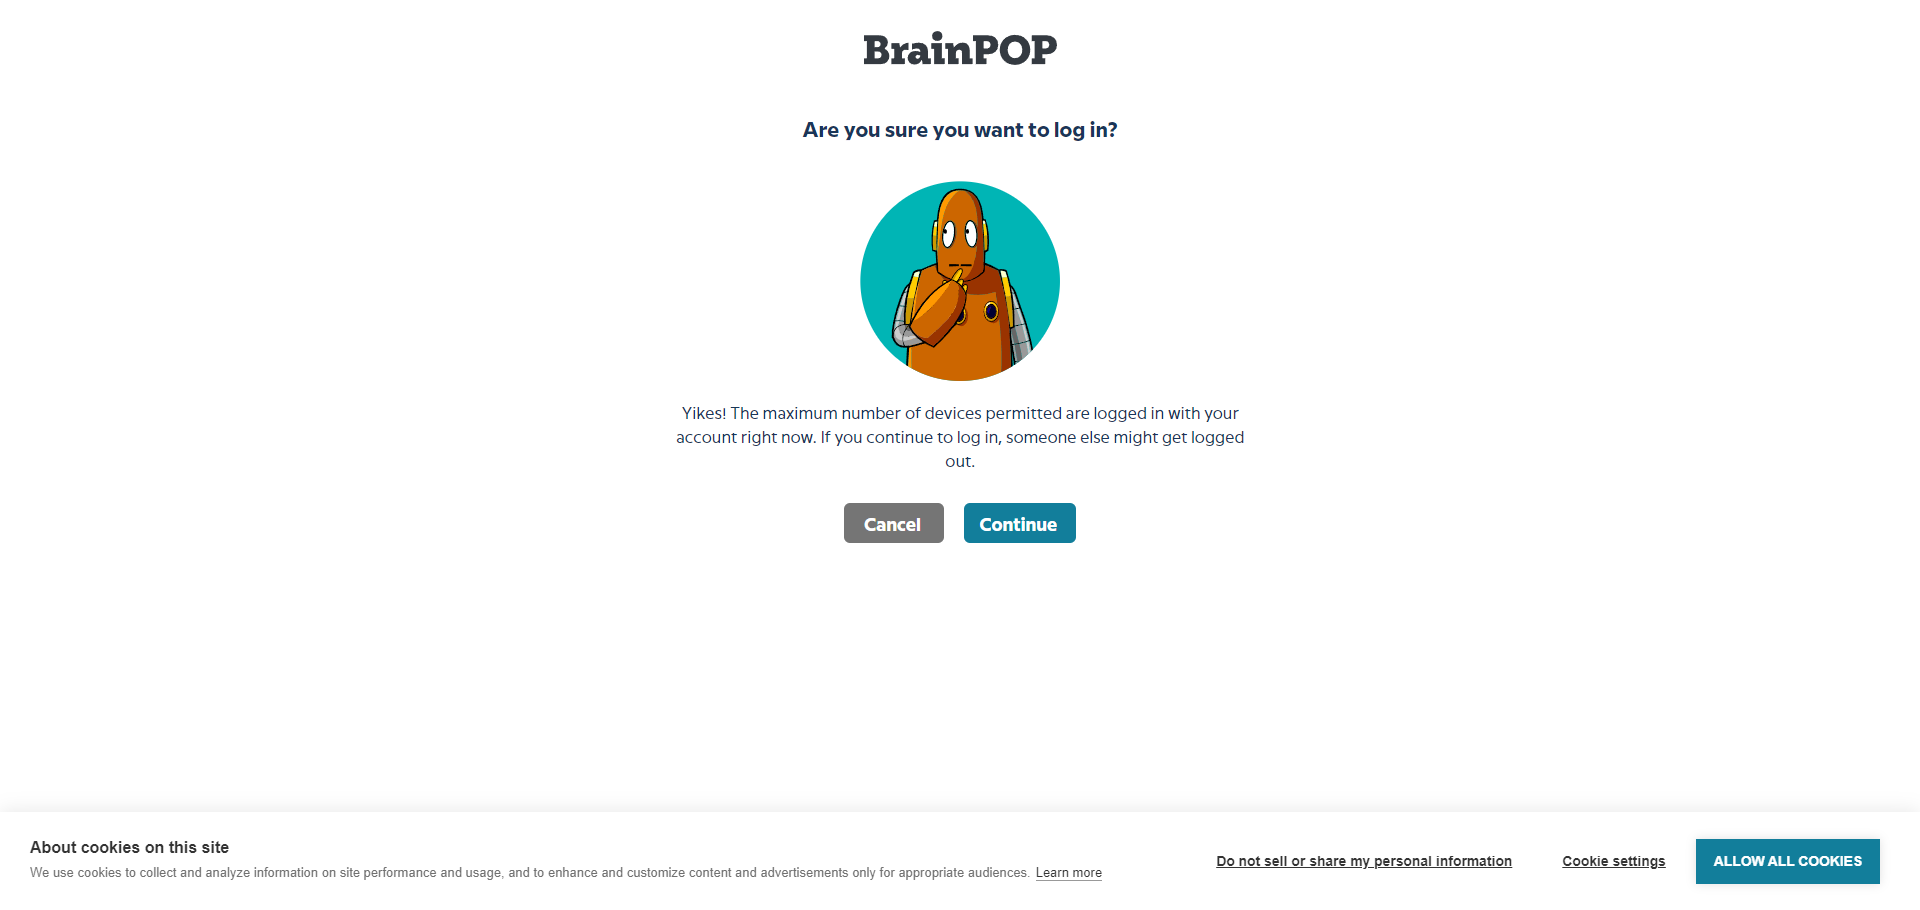 BrainPOP
Are you sure you want to log in?
Yikes! The maximum number of devices permitted are logged in with your
account right now. If you continue to log in, someone else might get logged
out.
Cancel
Continue
About cookies on this site
We use cookies to collect and analyze information on site performance and usage, and to enhance and customize content and advertisements only for appropriate audiences. Learn more
Do not sell or share my personal information
Cookie settings
ALLOW ALL COOKIES